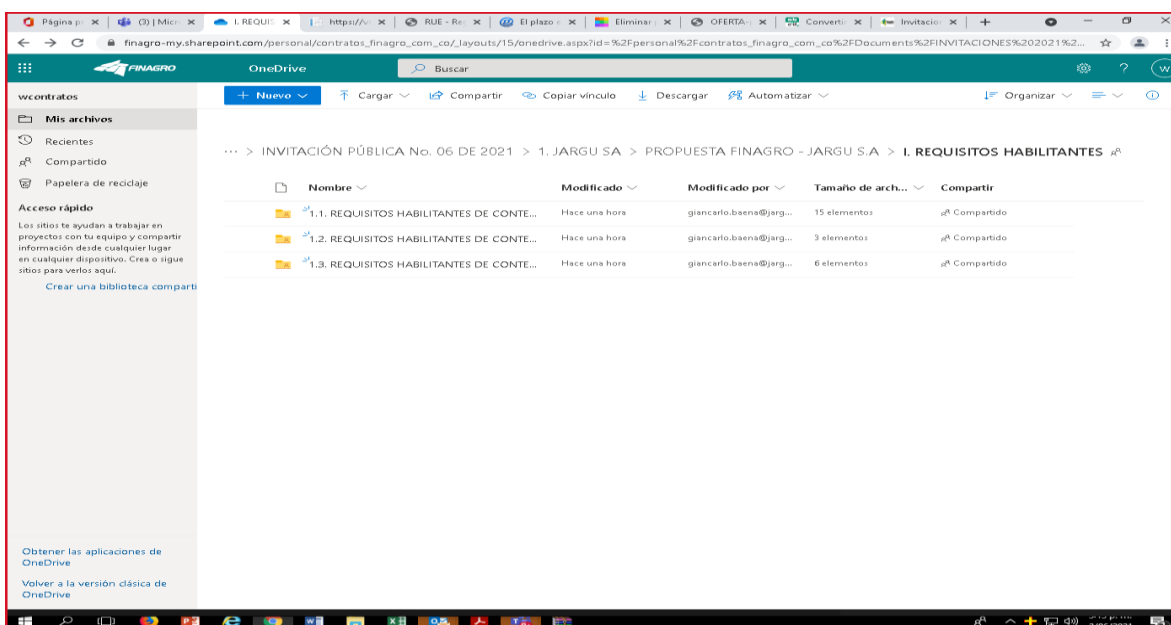 Página pr
(3) | Micr
I. REQUIS
https://v
RUE - Re
El plazo
Eliminar
OFERTA-
Convertir
Invitacion
finagro-my.sharepoint.com/personal/contratos_finagro_com_co/_layouts/15/onedrive.aspx?id=%2Fpersonal%2Fcontratos_finagro_com_co%2FDocuments%2FINVITACIONES%202021%2...
FINAGRO OneDrive Buscar ? W
wcontratos
+ Nuevo Cargar Compartir Copiar vínculo Descargar Automatizar Organizar
Mis archivos
Recientes
Compartido
Papelera de reciclaje
Acceso rápido
Los sitios te ayudan a trabajar en
proyectos con tu equipo y compartir
información desde cualquier lugar
en cualquier dispositivo. Crea o sigue
sitios para verlos aquí.
Crear una biblioteca comparti
Obtener las aplicaciones de
OneDrive
Volver a la versión clásica de
OneDrive
··· > INVITACIÓN PÚBLICA No. 06 DE 2021 > 1. JARGU SA > PROPUESTA FINAGRO - JARGU S.A > I. REQUISITOS HABILITANTES
Nombre Modificado Modificado por Tamaño de arch... Compartir
1.1. REQUISITOS HABILITANTES DE CONTE... Hace una hora giancarlo.baena@jarg... 15 elementos Compartido
1.2. REQUISITOS HABILITANTES DE CONTE... Hace una hora giancarlo.baena@jarg... 3 elementos Compartido
1.3. REQUISITOS HABILITANTES DE CONTE... Hace una hora giancarlo.baena@jarg... 6 elementos Compartido